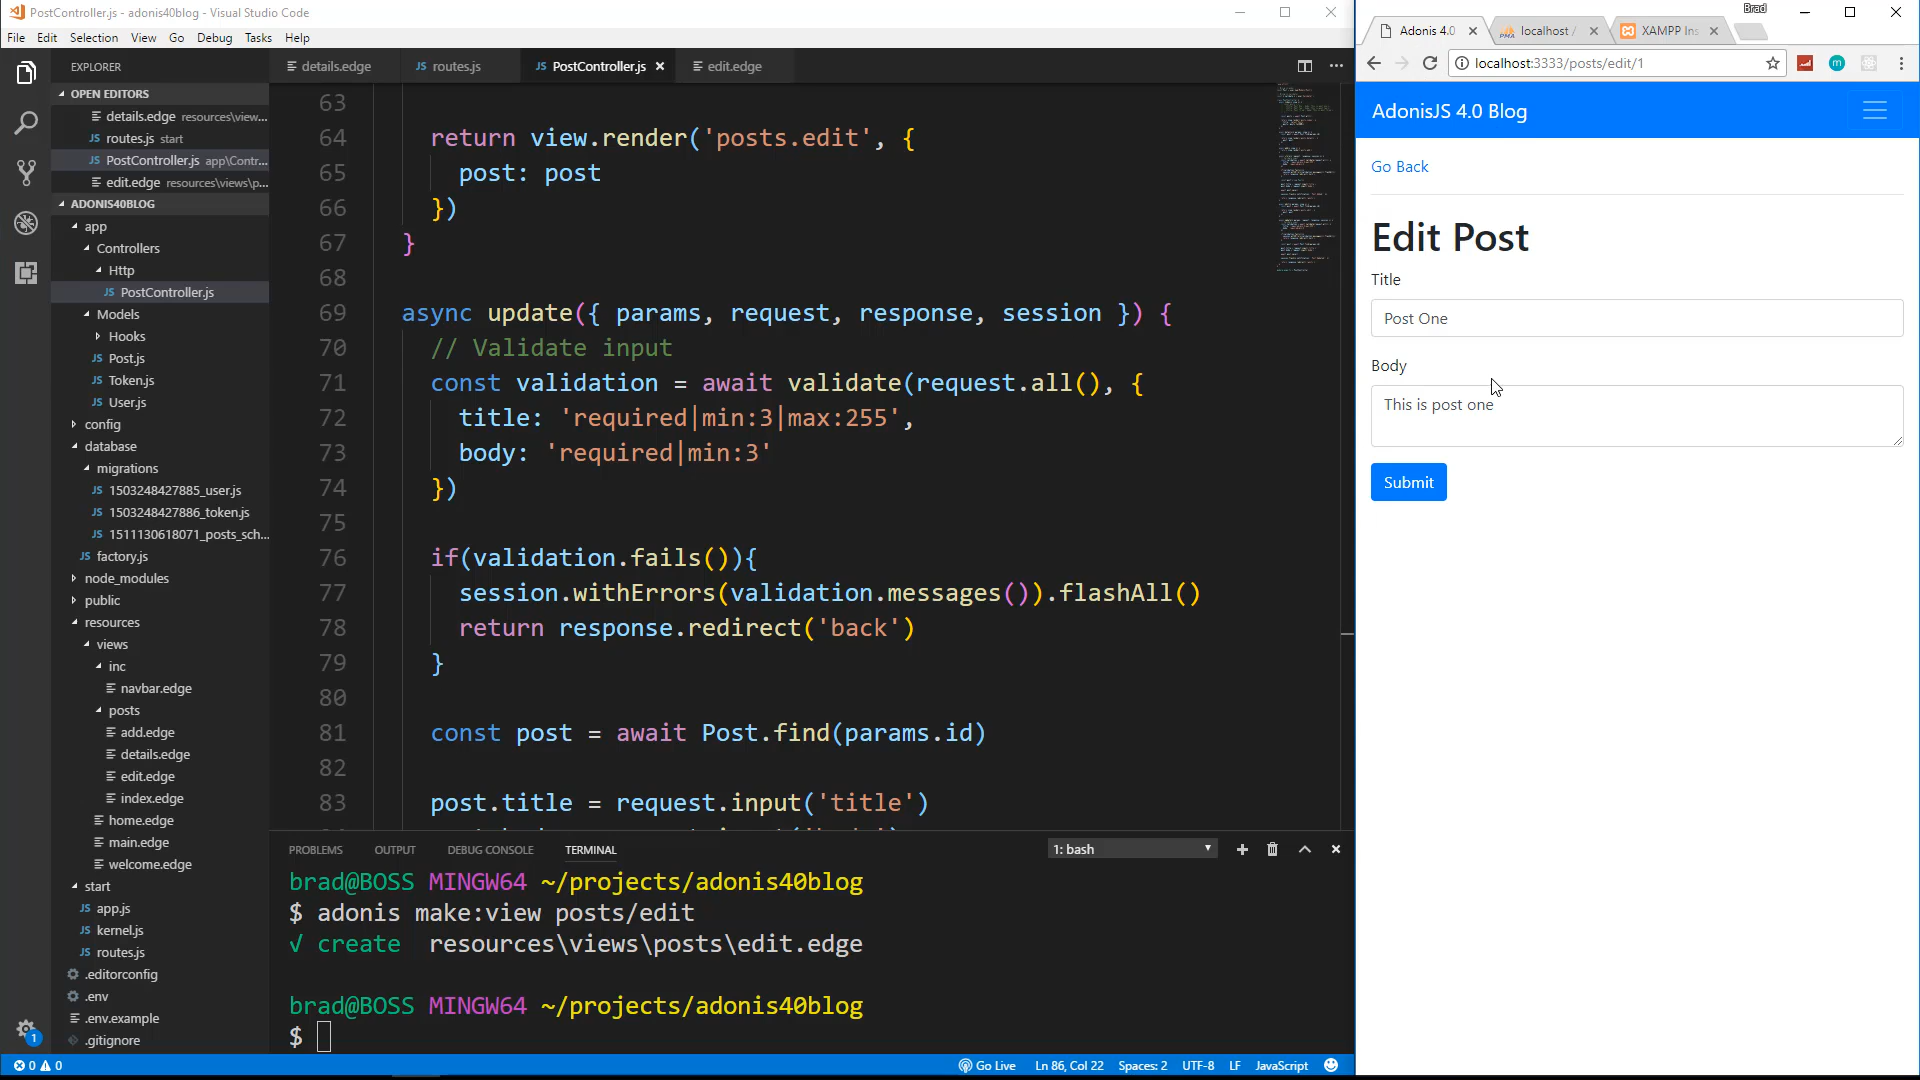 PostController.js - adonis40blog - Visual Studio Code
File Edit Selection View Go Debug Tasks Help
EXPLORER
OPEN EDITORS
details.edge resources\view...
routes.js start
PostController.js app\Contr...
edit.edge resources\views\p...
ADONIS40BLOG
app
Controllers
Http
PostController.js
Models
Hooks
Post.js
Token.js
User.js
config
database
migrations
1503248427885_user.js
1503248427886_token.js
1511130618071_posts_sch...
factory.js
node_modules
public
resources
views
inc
navbar.edge
posts
add.edge
details.edge
edit.edge
index.edge
home.edge
main.edge
welcome.edge
start
app.js
kernel.js
routes.js
.editorconfig
.env
.env.example
.gitignore
details.edge
routes.js
PostController.js
edit.edge
63
64 return view.render('posts.edit', {
65 post: post
66 })
67 }
68
69 async update({ params, request, response, session }) {
70 // Validate input
71 const validation = await validate(request.all(), {
72 title: 'required|min:3|max:255',
73 body: 'required|min:3'
74 })
75
76 if(validation.fails()){
77 session.withErrors(validation.messages()).flashAll()
78 return response.redirect('back')
79 }
80
81 const post = await Post.find(params.id)
82
83 post.title = request.input('title')
PROBLEMS OUTPUT DEBUG CONSOLE TERMINAL
1: bash
brad@BOSS MINGW64 ~/projects/adonis40blog
$ adonis make:view posts/edit
√ create resources\views\posts\edit.edge
brad@BOSS MINGW64 ~/projects/adonis40blog
$
1
0 0
Go Live Ln 86, Col 22 Spaces: 2 UTF-8 LF JavaScript
Brad
Adonis 4.0
localhost /
XAMPP Ins
localhost:3333/posts/edit/1
AdonisJS 4.0 Blog
Go Back
Edit Post
Title
Post One
Body
This is post one
Submit